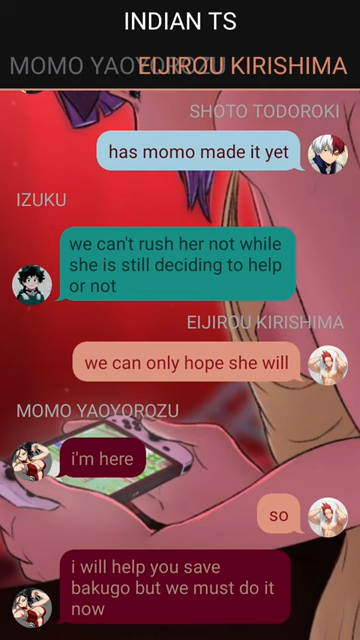 INDIAN TS
MOMO YAOYOROZU EIJIROU KIRISHIMA
SHOTO TODOROKI
has momo made it yet
IZUKU
we can't rush her not while
she is still deciding to help
or not
EIJIROU KIRISHIMA
we can only hope she will
MOMO YAOYOROZU
i'm here
so
i will help you save
bakugo but we must do it
now